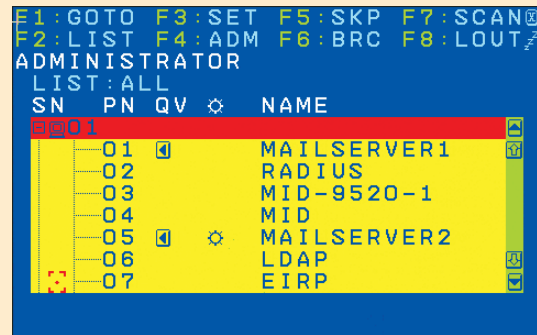 F1:GOTO F3:SET F5:SKP F7:SCAN
F2:LIST F4:ADM F6:BRC F8:LOUT zZz
ADMINISTRATOR
LIST:ALL
SN PN QV NAME
01
01 MAILSERVER1
02 RADIUS
03 MID-9520-1
04 MID
05 MAILSERVER2
06 LDAP
07 EIRP